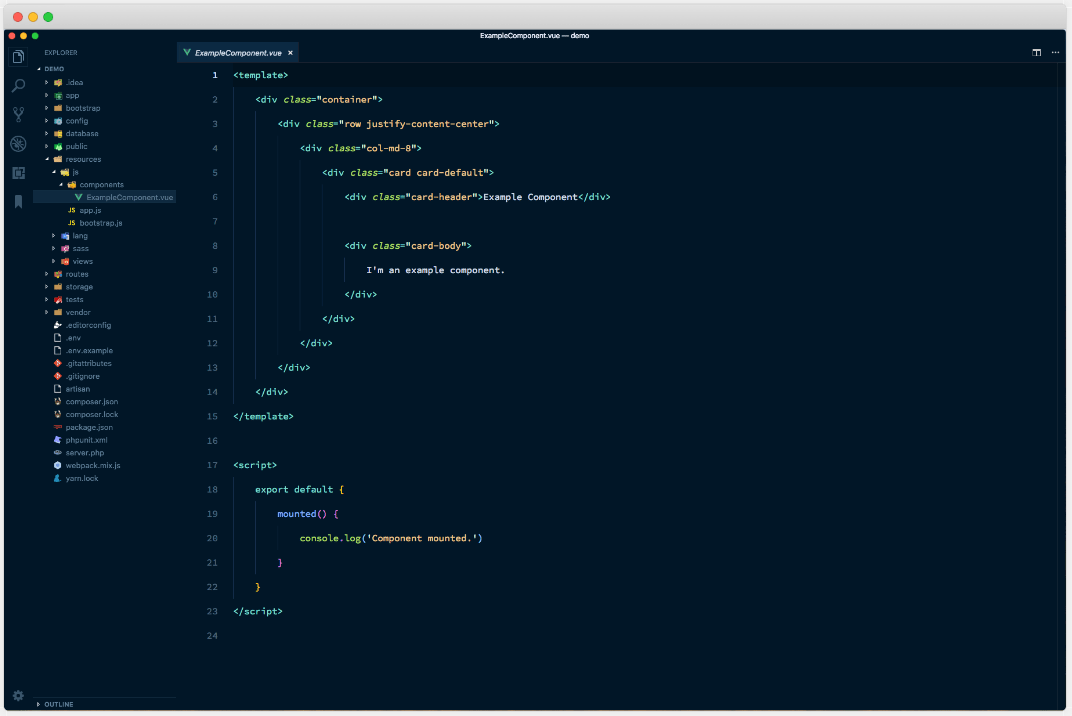 ExampleComponent.vue — demo
EXPLORER
DEMO
.idea
app
bootstrap
config
database
public
resources
js
components
ExampleComponent.vue
JS app.js
JS bootstrap.js
lang
sass
views
routes
storage
tests
vendor
.editorconfig
.env
.env.example
.gitattributes
.gitignore
artisan
composer.json
composer.lock
package.json
phpunit.xml
server.php
webpack.mix.js
yarn.lock
OUTLINE
ExampleComponent.vue ×
1 <template>
2 <div class="container">
3 <div class="row justify-content-center">
4 <div class="col-md-8">
5 <div class="card card-default">
6 <div class="card-header">Example Component</div>
7
8 <div class="card-body">
9 I'm an example component.
10 </div>
11 </div>
12 </div>
13 </div>
14 </div>
15 </template>
16
17 <script>
18 export default {
19 mounted() {
20 console.log('Component mounted.')
21 }
22 }
23 </script>
24